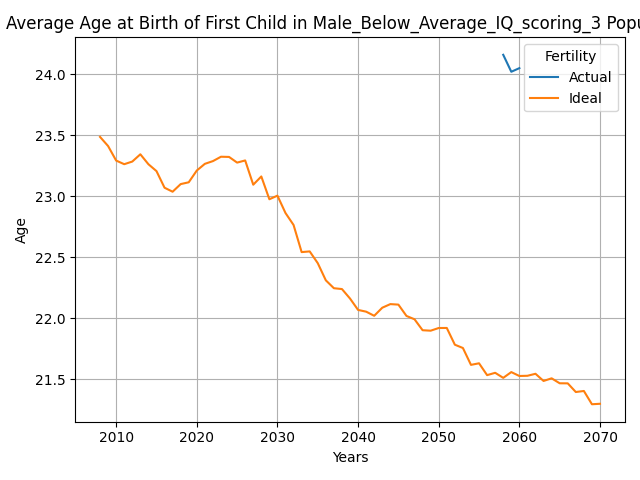 Average Age at Birth of First Child in Male_Below_Average_IQ_scoring_3 Popu
Fertility
Actual
Ideal
24.0
23.5
23.0
22.5
22.0
21.5
Age
2010 2020 2030 2040 2050 2060 2070
Years